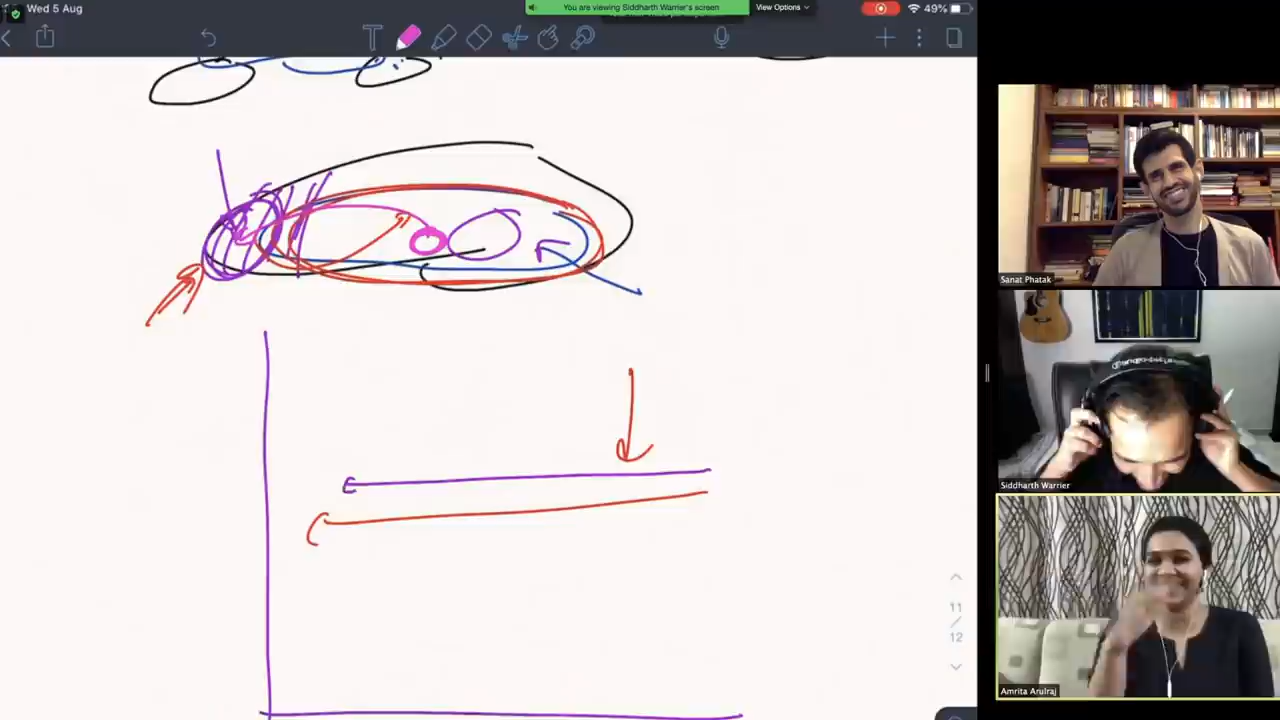 Wed 5 Aug
You are viewing Siddharth Warrier's screen
View Options
49%
T
11
12
Sanat Phatak
Siddharth Warrier
Amrita Arulraj